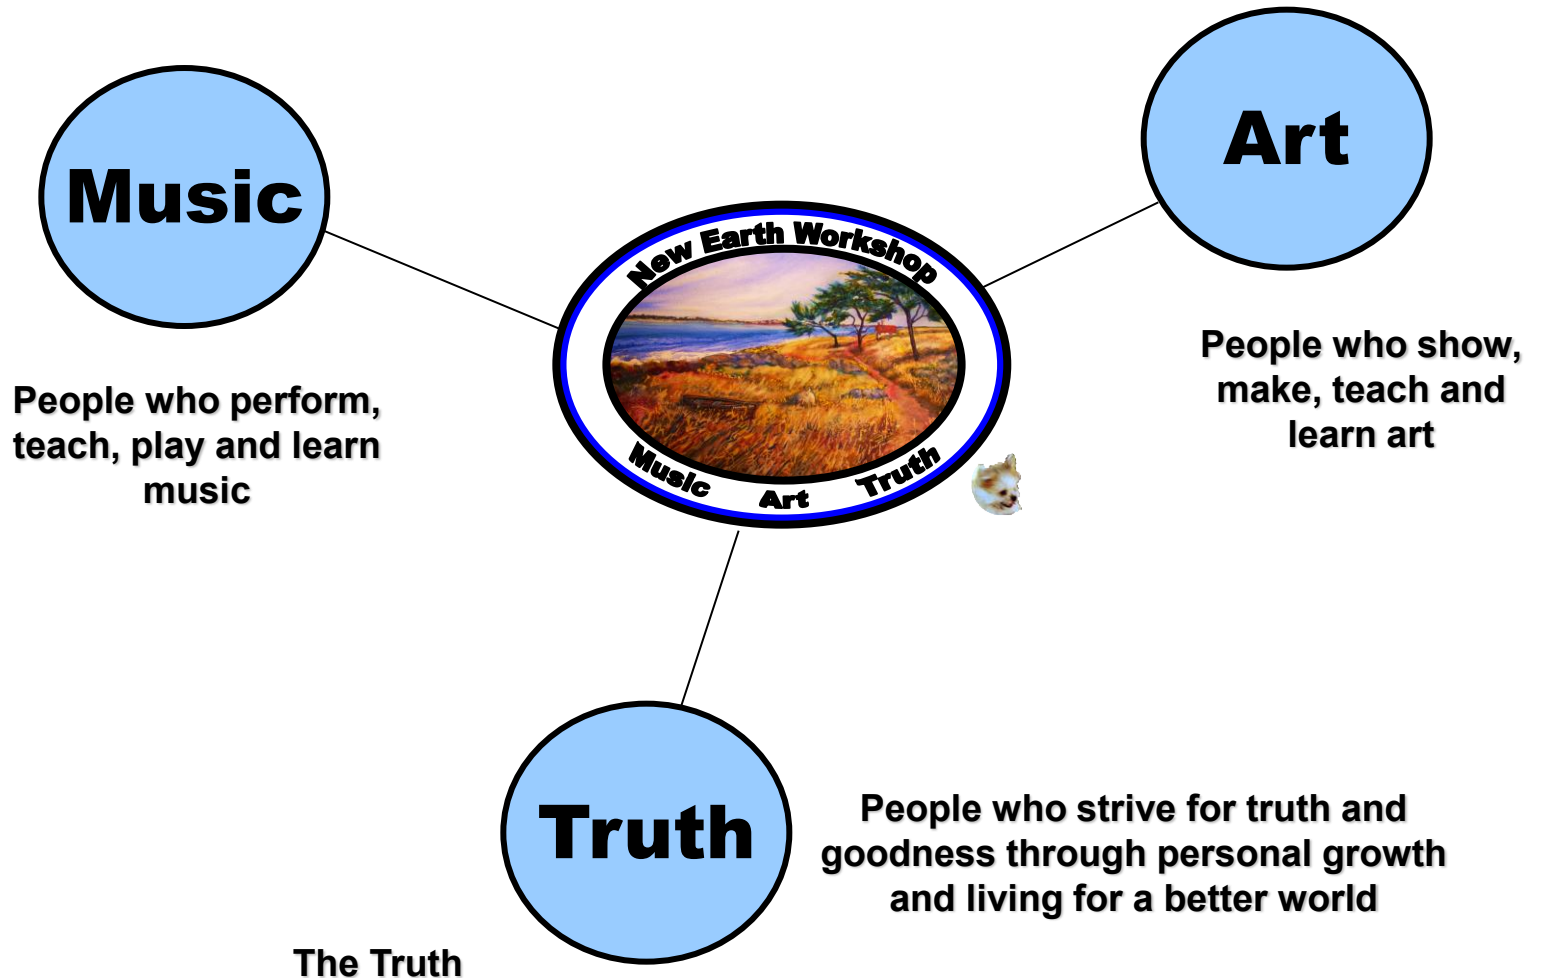 Music
Art
New Earth Workshop
Music Art Truth
People who show,
make, teach and
learn art
People who perform,
teach, play and learn
music
Truth
People who strive for truth and
goodness through personal growth
and living for a better world
The Truth